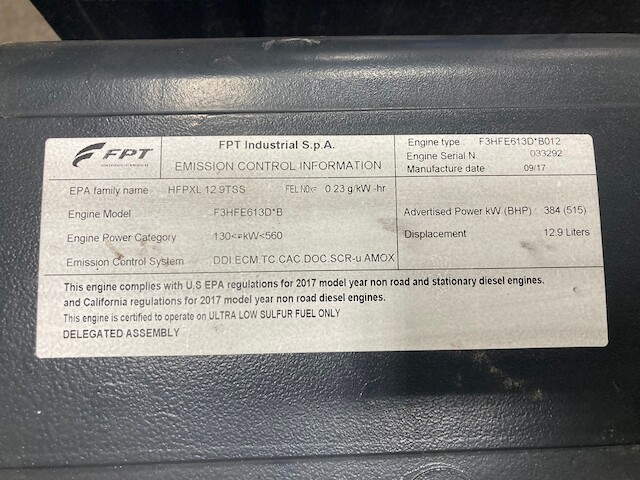 FPT
FPT Industrial S.p.A.
EMISSION CONTROL INFORMATION
Engine type F3HFE613D*B012
Engine Serial N. 033292
Manufacture date 09/17
EPA family name HFPXL 12.9TSS FEL NOx= 0.23 g/kW -hr
Engine Model F3HFE613D*B
Engine Power Category 130<=kW<560
Emission Control System DDI.ECM.TC.CAC.DOC.SCR-u.AMOX
Advertised Power kW (BHP) 384 (515)
Displacement 12.9 Liters
This engine complies with U.S EPA regulations for 2017 model year non road and stationary diesel engines.
and California regulations for 2017 model year non road diesel engines.
This engine is certified to operate on ULTRA LOW SULFUR FUEL ONLY
DELEGATED ASSEMBLY